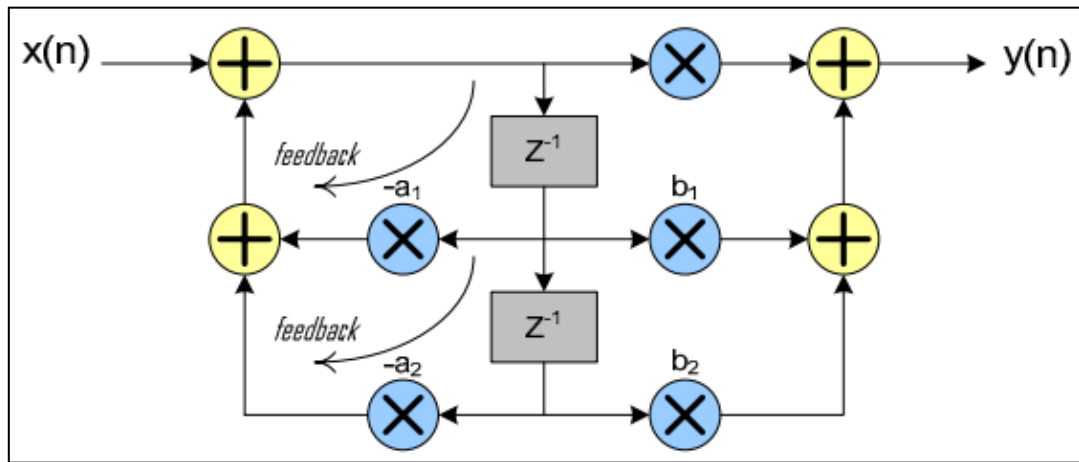 x(n) y(n)
feedback
Z⁻¹
-a₁ b₁
feedback
Z⁻¹
-a₂ b₂